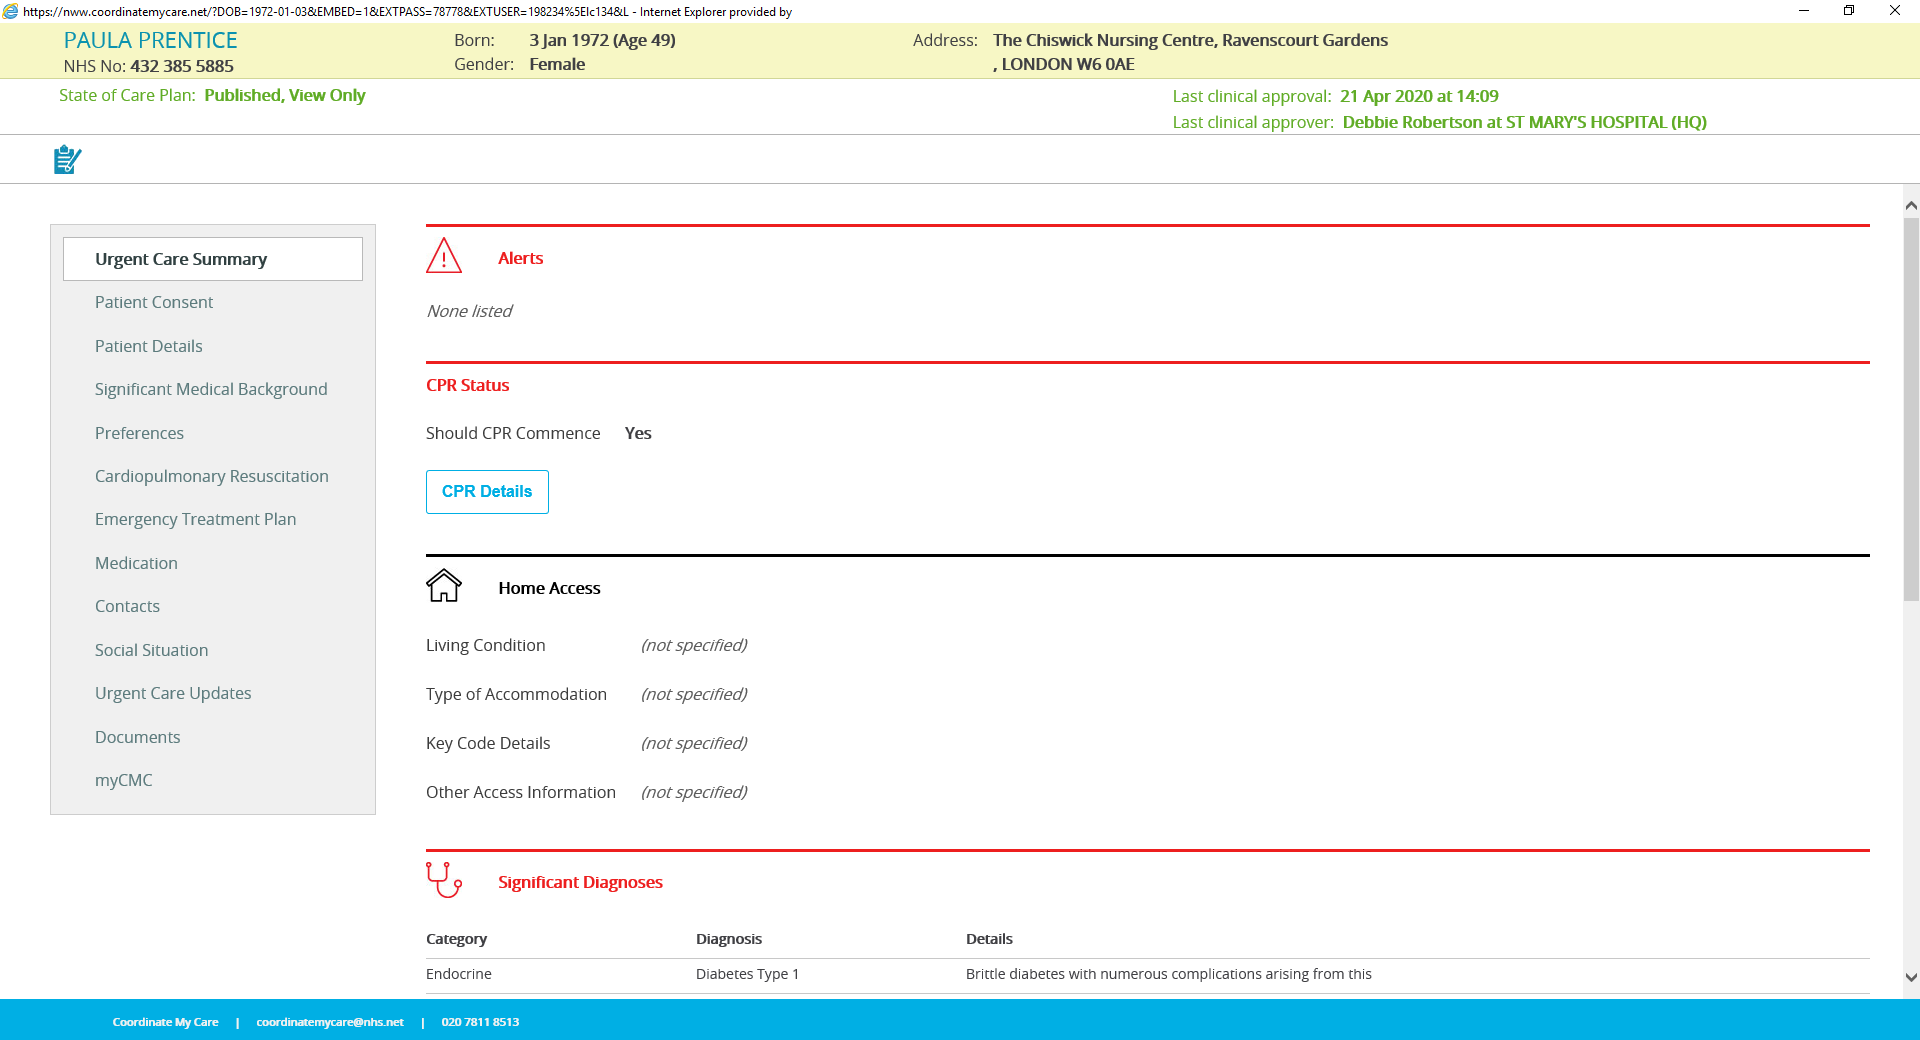 https://nww.coordinatemycare.net/?DOB=1972-01-03&EMBED=1&EXTPASS=78778&EXTUSER=198234%5Elc134&L - Internet Explorer provided by
PAULA PRENTICE
NHS No: 432 385 5885
Born: 3 Jan 1972 (Age 49)
Gender: Female
Address: The Chiswick Nursing Centre, Ravenscourt Gardens
, LONDON W6 0AE
State of Care Plan: Published, View Only
Last clinical approval: 21 Apr 2020 at 14:09
Last clinical approver: Debbie Robertson at ST MARY'S HOSPITAL (HQ)
Urgent Care Summary
Patient Consent
Patient Details
Significant Medical Background
Preferences
Cardiopulmonary Resuscitation
Emergency Treatment Plan
Medication
Contacts
Social Situation
Urgent Care Updates
Documents
myCMC
Alerts
None listed
CPR Status
Should CPR Commence Yes
CPR Details
Home Access
Living Condition (not specified)
Type of Accommodation (not specified)
Key Code Details (not specified)
Other Access Information (not specified)
Significant Diagnoses
Category Diagnosis Details
Endocrine Diabetes Type 1 Brittle diabetes with numerous complications arising from this
Coordinate My Care | coordinatemycare@nhs.net | 020 7811 8513